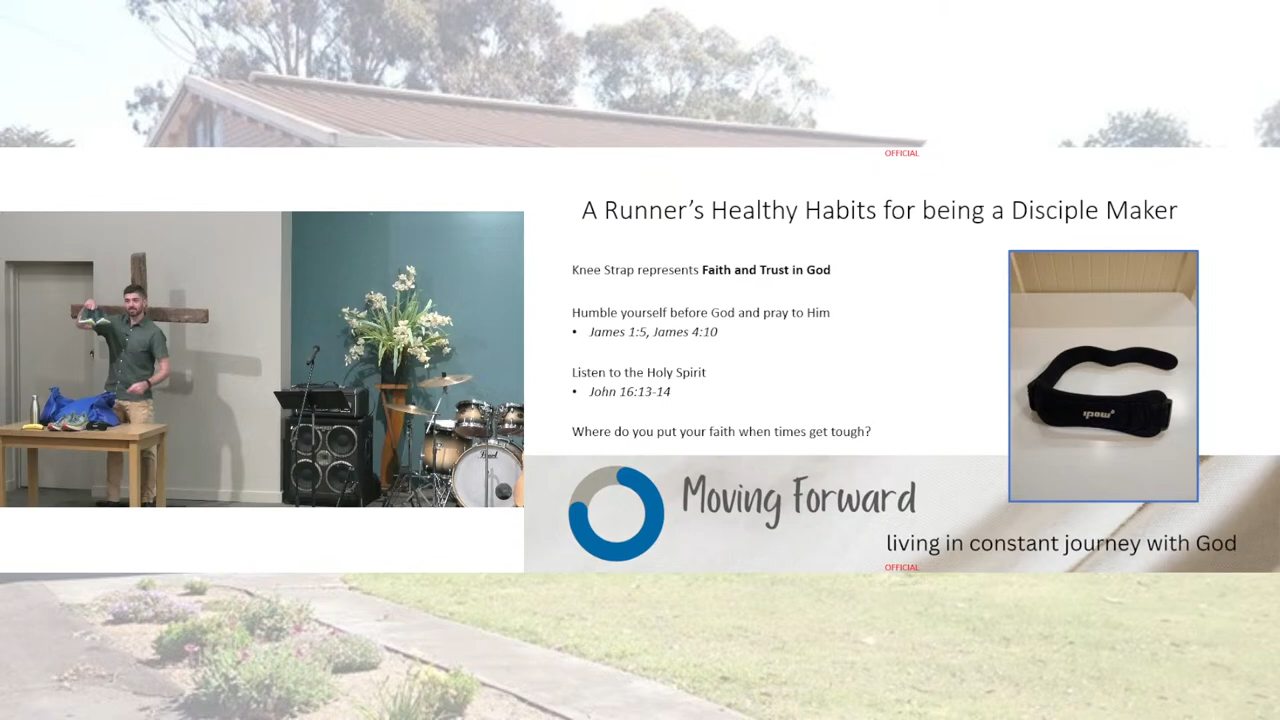 OFFICIAL
A Runner's Healthy Habits for being a Disciple Maker
Knee Strap represents Faith and Trust in God
Humble yourself before God and pray to Him
• James 1:5, James 4:10
Listen to the Holy Spirit
• John 16:13-14
Where do you put your faith when times get tough?
Moving Forward
living in constant journey with God
OFFICIAL